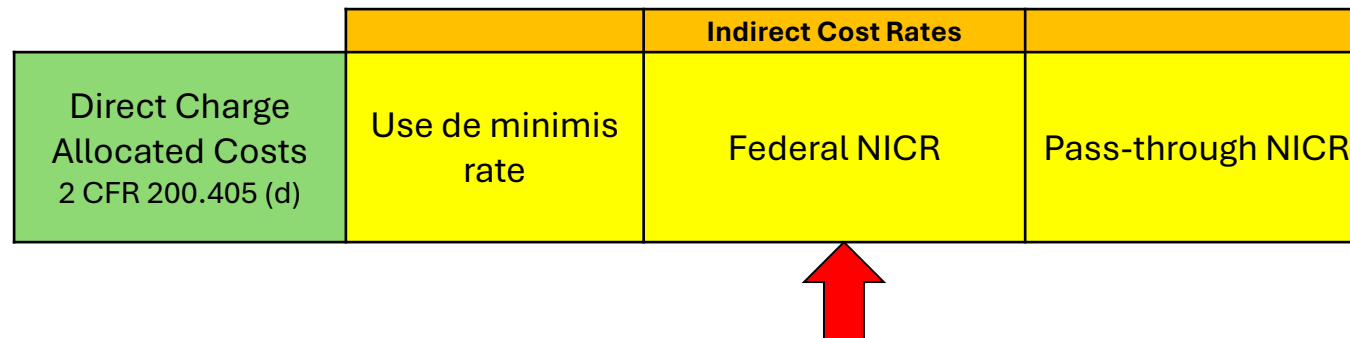 Indirect Cost Rates
Direct Charge
Allocated Costs
2 CFR 200.405 (d)
Use de minimis
rate
Federal NICR
Pass-through NICR